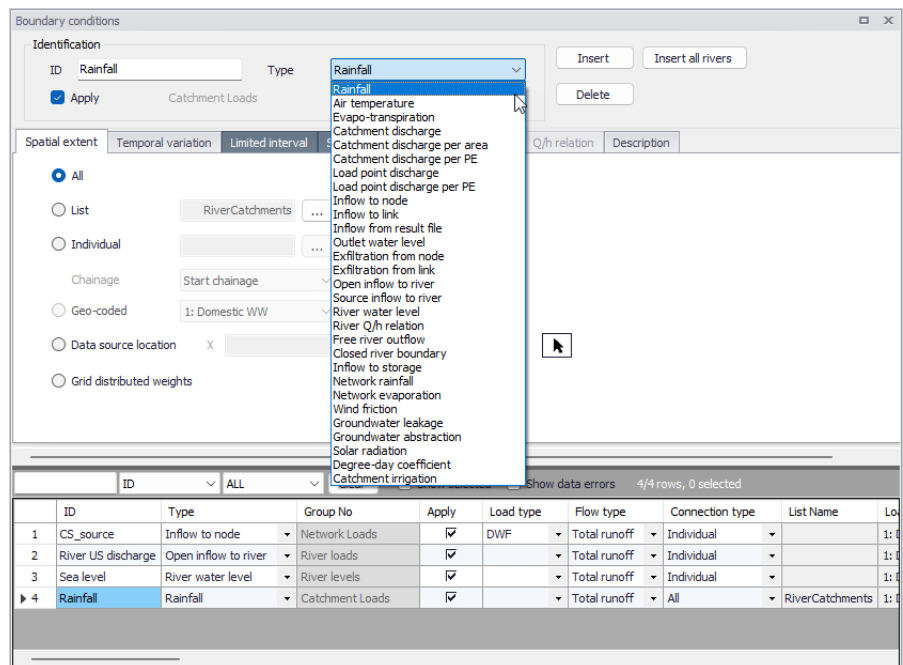 Boundary conditions
Identification
ID Rainfall Type Rainfall
Insert Insert all rivers
Apply Catchment Loads
Delete
Rainfall
Air temperature
Evapo-transpiration
Catchment discharge
Catchment discharge per area
Catchment discharge per PE
Load point discharge
Load point discharge per PE
Inflow to node
Inflow to link
Inflow from result file
Outlet water level
Exfiltration from node
Exfiltration from link
Open inflow to river
Source inflow to river
River water level
River Q/h relation
Free river outflow
Closed river boundary
Inflow to storage
Network rainfall
Network evaporation
Wind friction
Groundwater leakage
Groundwater abstraction
Solar radiation
Degree-day coefficient
Catchment irrigation
Spatial extent Temporal variation Limited interval Q/h relation Description
All
List RiverCatchments ...
Individual ...
Chainage Start chainage
Geo-coded 1: Domestic WW
Data source location X
Grid distributed weights
ID ALL Clear Show selected Show data errors 4/4 rows, 0 selected
ID Type Group No Apply Load type Flow type Connection type List Name
1 CS_source Inflow to node Network Loads DWF Total runoff Individual 1:
2 River US discharge Open inflow to river River loads Total runoff Individual 1:
3 Sea level River water level River levels Total runoff Individual 1:
4 Rainfall Rainfall Catchment Loads Total runoff All RiverCatchments 1: